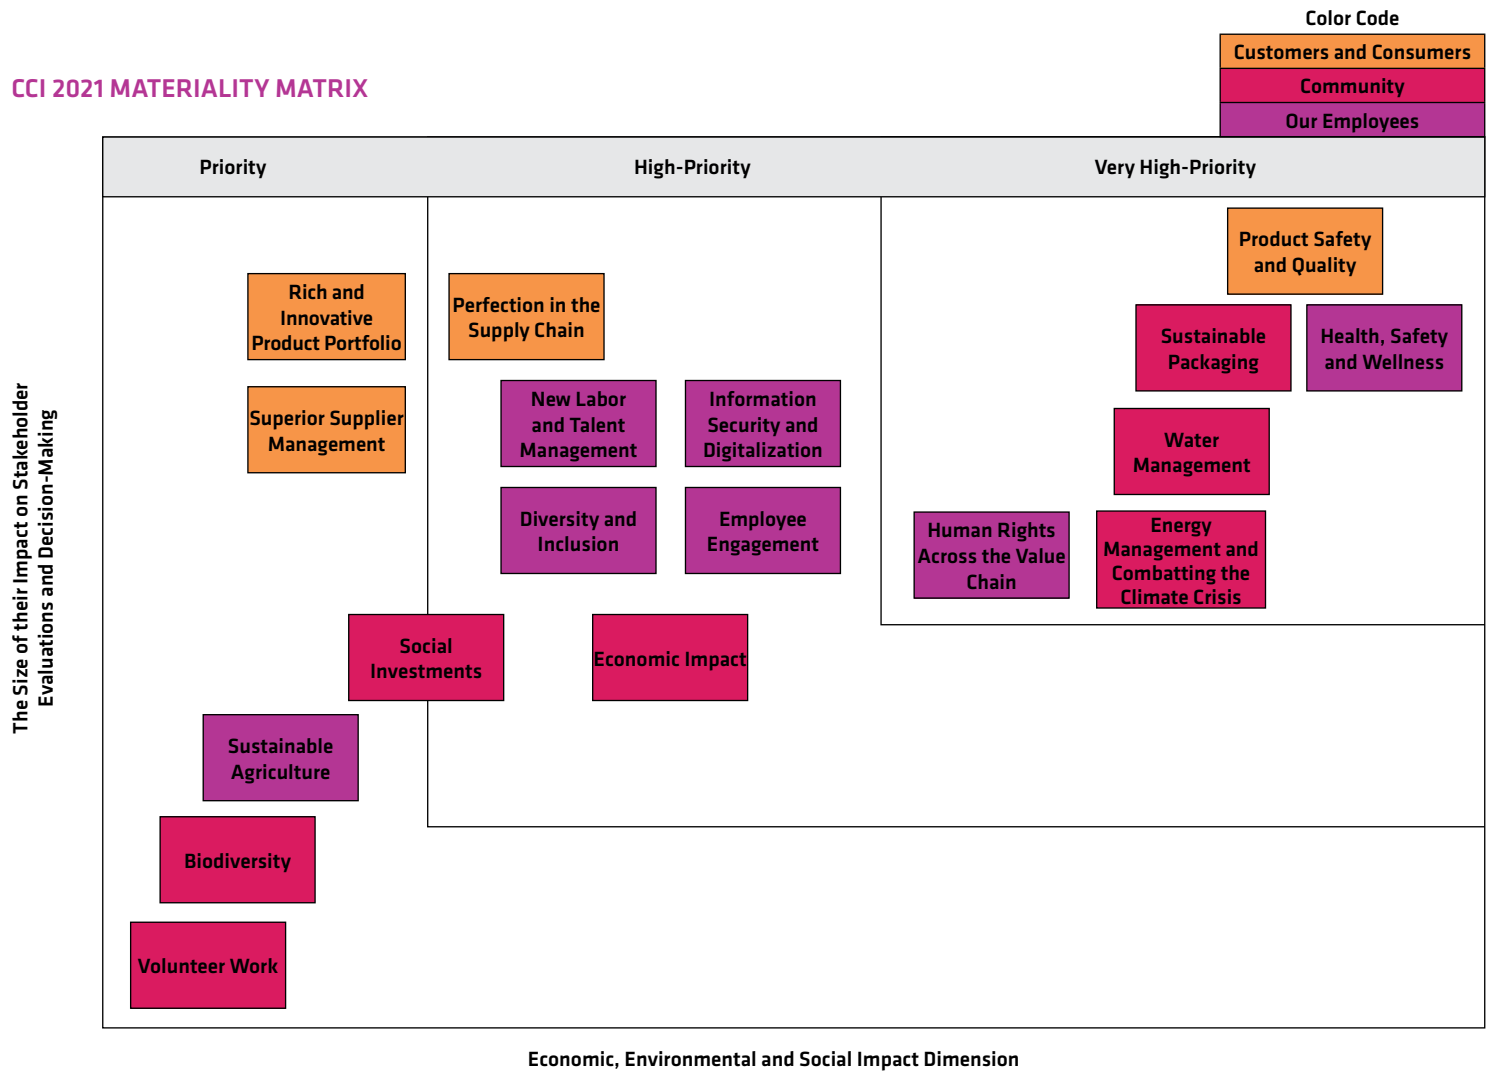 Color Code
Customers and Consumers
Community
Our Employees
CCI 2021 MATERIALITY MATRIX
Priority
High-Priority
Very High-Priority
The Size of their Impact on Stakeholder
Evaluations and Decision-Making
Rich and
Innovative
Product Portfolio
Superior Supplier
Management
Perfection in the
Supply Chain
New Labor
and Talent
Management
Information
Security and
Digitalization
Diversity and
Inclusion
Employee
Engagement
Product Safety
and Quality
Sustainable
Packaging
Health, Safety
and Wellness
Water
Management
Human Rights
Across the Value
Chain
Energy
Management and
Combatting the
Climate Crisis
Social
Investments
Economic Impact
Sustainable
Agriculture
Biodiversity
Volunteer Work
Economic, Environmental and Social Impact Dimension